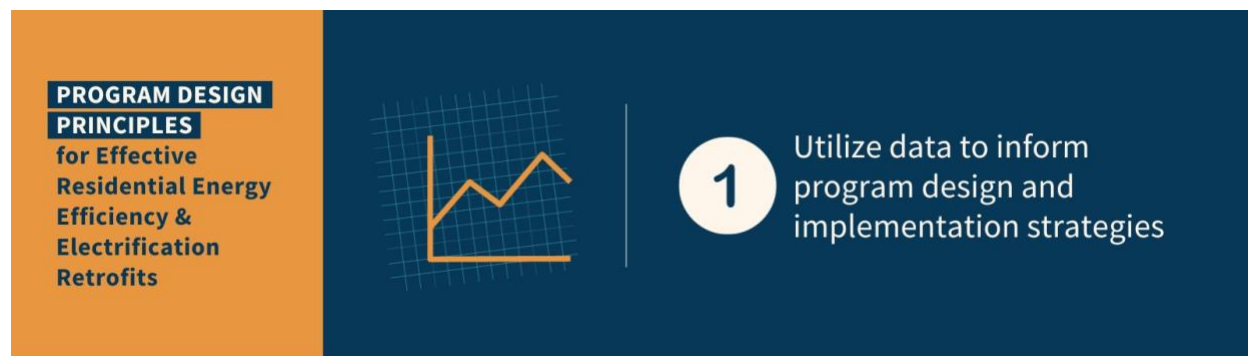 PROGRAM DESIGN
PRINCIPLES
for Effective
Residential Energy
Efficiency &
Electrification
Retrofits
1
Utilize data to inform
program design and
implementation strategies